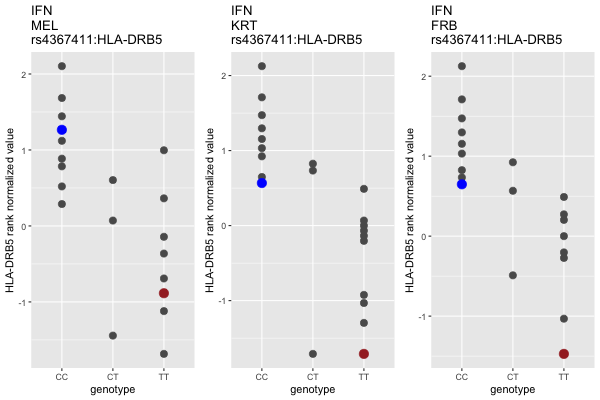 IFN
MEL
rs4367411:HLA-DRB5
HLA-DRB5 rank normalized value
2
1
0
-1
CC CT TT
genotype
IFN
KRT
rs4367411:HLA-DRB5
HLA-DRB5 rank normalized value
2
1
0
-1
CC CT TT
genotype
IFN
FRB
rs4367411:HLA-DRB5
HLA-DRB5 rank normalized value
2
1
0
-1
CC CT TT
genotype